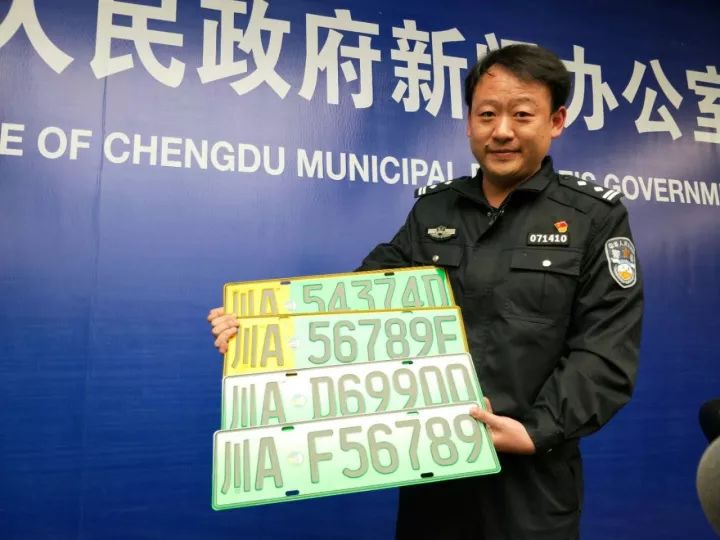 人民政府新闻办公室
E OF CHENGDU MUNICIPAL PEOPLE'S GOVERNM
071410
川A 54374D
川A 56789F
川A D69900
川A F56789